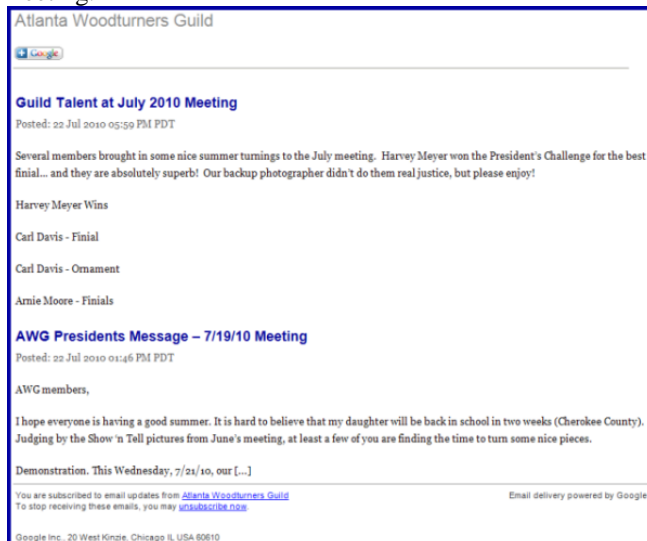 Atlanta Woodturners Guild
Google
Guild Talent at July 2010 Meeting
Posted: 22 Jul 2010 05:59 PM PDT
Several members brought in some nice summer turnings to the July meeting.  Harvey Meyer won the President's Challenge for the best
finial... and they are absolutely superb!  Our backup photographer didn't do them real justice, but please enjoy!
Harvey Meyer Wins
Carl Davis - Finial
Carl Davis - Ornament
Arnie Moore - Finials
AWG Presidents Message – 7/19/10 Meeting
Posted: 22 Jul 2010 01:46 PM PDT
AWG members,
I hope everyone is having a good summer. It is hard to believe that my daughter will be back in school in two weeks (Cherokee County).
Judging by the Show 'n Tell pictures from June's meeting, at least a few of you are finding the time to turn some nice pieces.
Demonstration. This Wednesday, 7/21/10, our [...]
You are subscribed to email updates from Atlanta Woodturners Guild
To stop receiving these emails, you may unsubscribe now.
Email delivery powered by Google
Google Inc., 20 West Kinzie, Chicago IL USA 60610